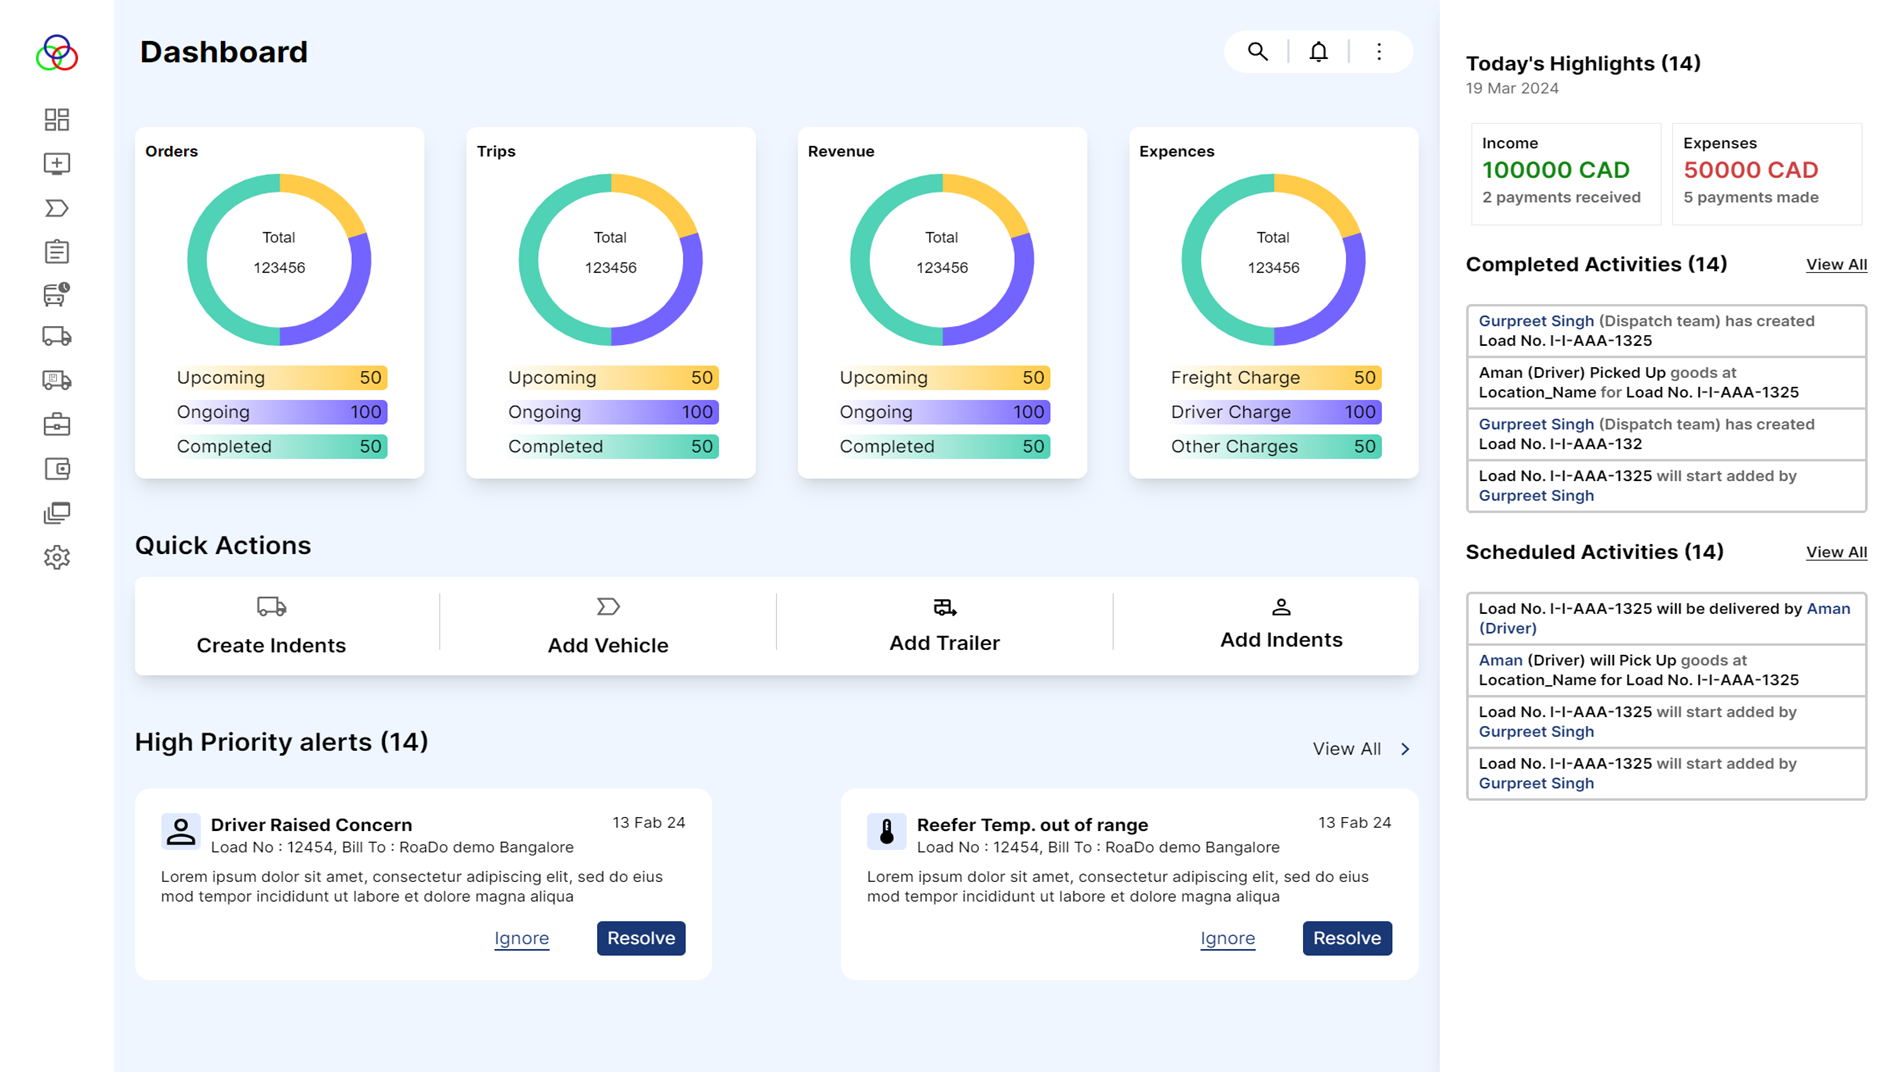 Dashboard
Orders
Total
123456
Upcoming 50
Ongoing 100
Completed 50
Trips
Total
123456
Upcoming 50
Ongoing 100
Completed 50
Revenue
Total
123456
Upcoming 50
Ongoing 100
Completed 50
Expences
Total
123456
Freight Charge 50
Driver Charge 100
Other Charges 50
Quick Actions
Create Indents
Add Vehicle
Add Trailer
Add Indents
High Priority alerts (14)
View All
Driver Raised Concern
13 Fab 24
Load No : 12454, Bill To : RoaDo demo Bangalore
Lorem ipsum dolor sit amet, consectetur adipiscing elit, sed do eius
mod tempor incididunt ut labore et dolore magna aliqua
Ignore
Resolve
Reefer Temp. out of range
13 Fab 24
Load No : 12454, Bill To : RoaDo demo Bangalore
Lorem ipsum dolor sit amet, consectetur adipiscing elit, sed do eius
mod tempor incididunt ut labore et dolore magna aliqua
Ignore
Resolve
Today's Highlights (14)
19 Mar 2024
Income
100000 CAD
2 payments received
Expenses
50000 CAD
5 payments made
Completed Activities (14)
View All
Gurpreet Singh (Dispatch team) has created
Load No. I-I-AAA-1325
Aman (Driver) Picked Up goods at
Location_Name for Load No. I-I-AAA-1325
Gurpreet Singh (Dispatch team) has created
Load No. I-I-AAA-132
Load No. I-I-AAA-1325 will start added by
Gurpreet Singh
Scheduled Activities (14)
View All
Load No. I-I-AAA-1325 will be delivered by Aman
(Driver)
Aman (Driver) will Pick Up goods at
Location_Name for Load No. I-I-AAA-1325
Load No. I-I-AAA-1325 will start added by
Gurpreet Singh
Load No. I-I-AAA-1325 will start added by
Gurpreet Singh